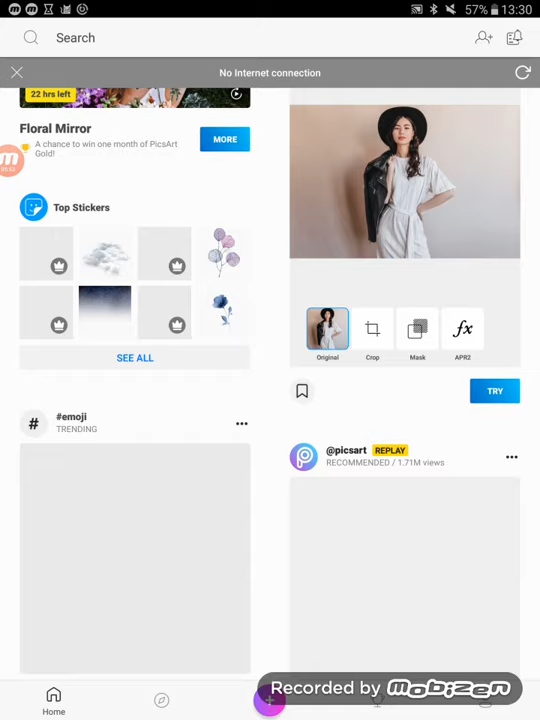 57% 13:30
Search
No Internet connection
22 hrs left
Floral Mirror
A chance to win one month of PicsArt
Gold!
MORE
Top Stickers
SEE ALL
#
#emoji
TRENDING
Original
Crop
Mask
fx
APR2
TRY
@picsart REPLAY
RECOMMENDED / 1.71M views
Home
Recorded by mobizen